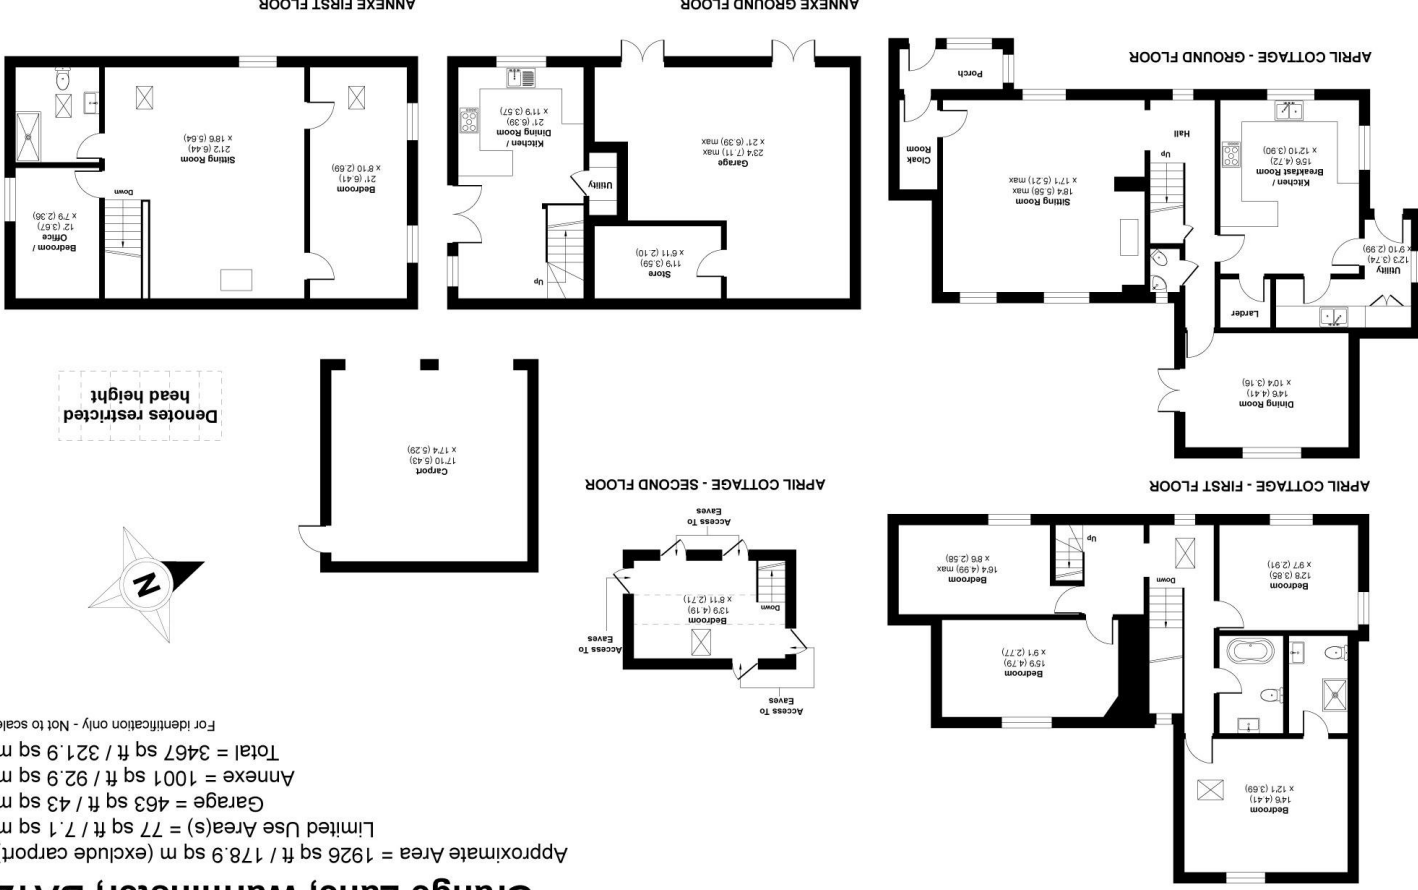 Grange Lane, Warminster, BA12
Approximate Area = 1926 sq ft / 178.9 sq m (exclude carport)
Limited Use Area(s) = 77 sq ft / 7.1 sq m
Garage = 463 sq ft / 43 sq m
Annexe = 1001 sq ft / 92.9 sq m
Total = 3467 sq ft / 321.9 sq m
For identification only - Not to scale
Bedroom
14'6 (4.41)
x 12'1 (3.69)
Bedroom
15'9 (4.79)
x 9'1 (2.77)
Bedroom
12'8 (3.85)
x 9'7 (2.91)
Down
Bedroom
16'4 (4.99) max
x 8'6 (2.58)
Up
APRIL COTTAGE - FIRST FLOOR
Access To
Eaves
Access To
Eaves
Bedroom
13'9 (4.19)
x 8'11 (2.71)
Down
Access To
Eaves
APRIL COTTAGE - SECOND FLOOR
N
Carport
17'10 (5.43)
x 17'4 (5.29)
Denotes restricted
head height
Dining Room
14'6 (4.41)
x 10'4 (3.16)
Larder
Utility
12'3 (3.74)
x 9'10 (2.99)
Kitchen /
Breakfast Room
15'6 (4.72)
x 12'10 (3.90)
Up
Hall
Sitting Room
18'4 (5.58) max
x 17'1 (5.21) max
Cloak
Room
Porch
APRIL COTTAGE - GROUND FLOOR
Store
11'9 (3.59)
x 6'11 (2.10)
Up
Utility
Garage
23'4 (7.11) max
x 21' (6.39) max
Kitchen /
Dining Room
21' (6.39)
x 11'9 (3.57)
ANNEXE GROUND FLOOR
Bedroom
21' (6.41)
x 8'10 (2.69)
Sitting Room
21'2 (6.44)
x 18'6 (5.64)
Down
Bedroom /
Office
12' (3.67)
x 7'9 (2.36)
ANNEXE FIRST FLOOR